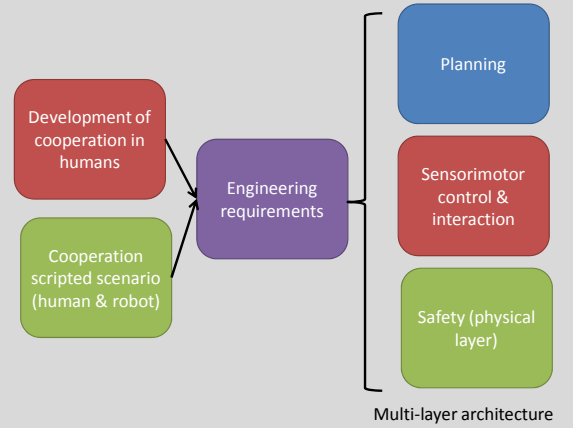 Development of
cooperation in
humans
Cooperation
scripted scenario
(human & robot)
Engineering
requirements
Planning
Sensorimotor
control &
interaction
Safety (physical
layer)
Multi-layer architecture